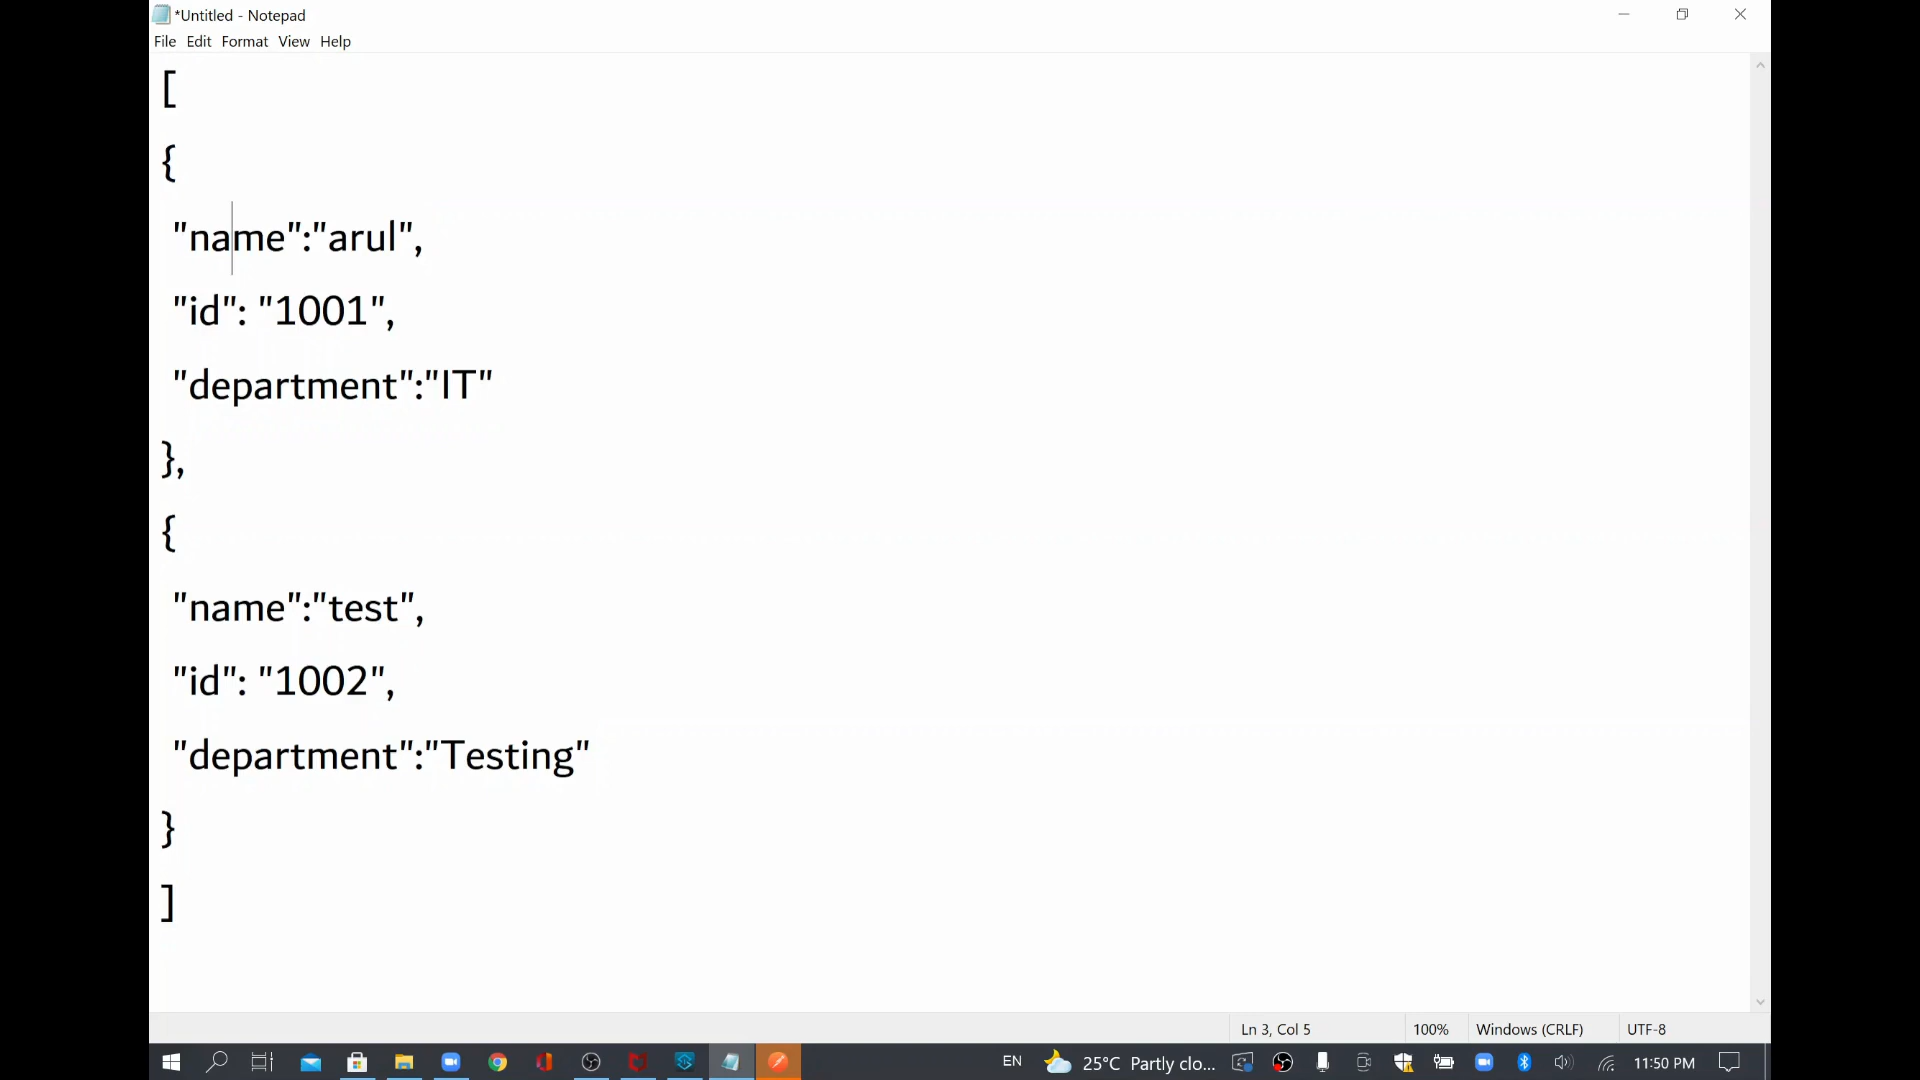 *Untitled - Notepad
File Edit Format View Help
[
{
"name":"arul",
"id": "1001",
"department":"IT"
},
{
"name":"test",
"id": "1002",
"department":"Testing"
}
]
Ln 3, Col 5 100% Windows (CRLF) UTF-8
EN 25°C Partly clo... 11:50 PM